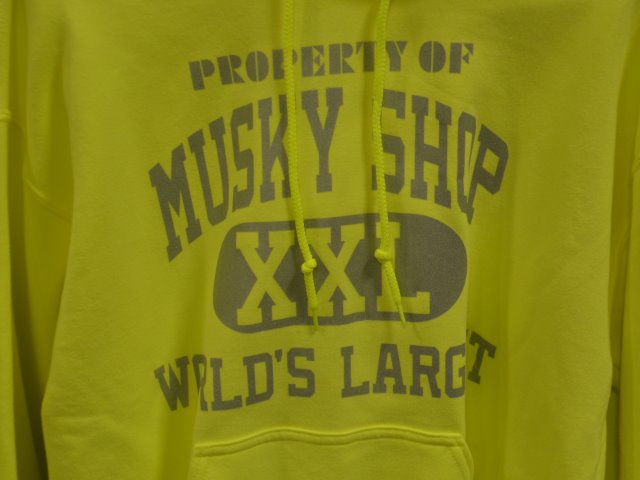 PROPERTY OF
MUSKY SHOP
XXL
WORLD'S LARGEST